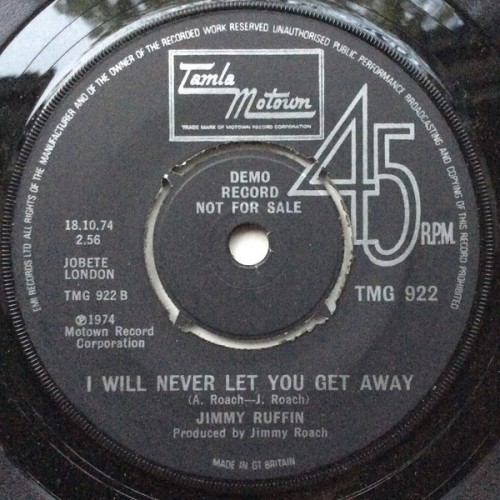 EMI RECORDS LTD ALL RIGHTS OF THE MANUFACTURER AND OF THE OWNER OF THE RECORDED WORK RESERVED UNAUTHORISED PUBLIC PERFORMANCE BROADCASTING AND COPYING OF THIS RECORD PROHIBITED
Tamla
Motown
TRADE MARK OF MOTOWN RECORD CORPORATION
45
R.P.M.
DEMO
RECORD
NOT FOR SALE
18.10.74
2.56
JOBETE
LONDON
TMG 922 B
TMG 922
℗1974
Motown Record
Corporation
I WILL NEVER LET YOU GET AWAY
(A. Roach—J. Roach)
JIMMY RUFFIN
Produced by Jimmy Roach
MADE IN GT BRITAIN